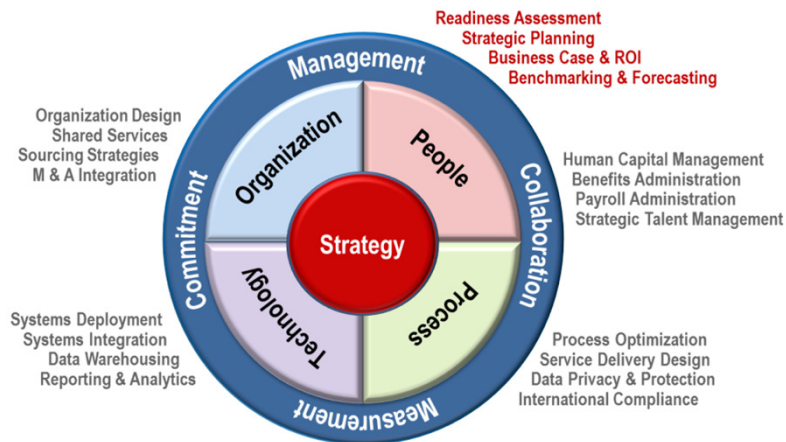 Readiness Assessment
Strategic Planning
Business Case & ROI
Benchmarking & Forecasting
Management
Organization Design
Shared Services
Sourcing Strategies
M & A Integration
Organization
People
Human Capital Management
Benefits Administration
Payroll Administration
Strategic Talent Management
Commitment
Strategy
Collaboration
Technology
Process
Systems Deployment
Systems Integration
Data Warehousing
Reporting & Analytics
Process Optimization
Service Delivery Design
Data Privacy & Protection
International Compliance
Measurement